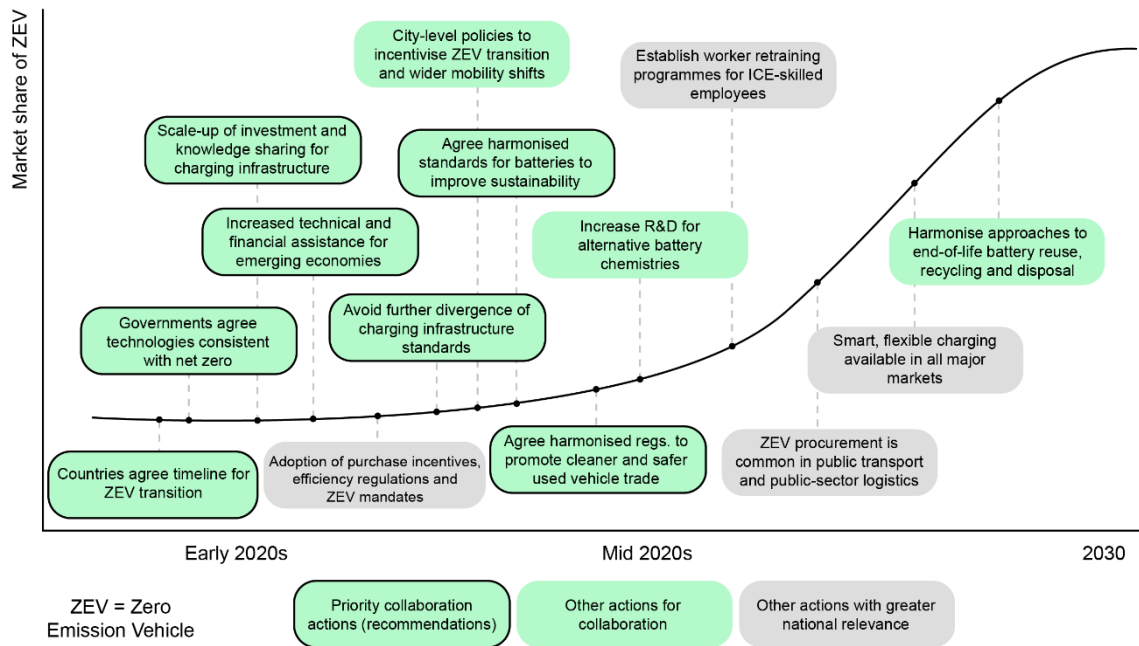 Market share of ZEV
City-level policies to
incentivise ZEV transition
and wider mobility shifts
Establish worker retraining
programmes for ICE-skilled
employees
Scale-up of investment and
knowledge sharing for
charging infrastructure
Agree harmonised
standards for batteries to
improve sustainability
Increased technical and
financial assistance for
emerging economies
Increase R&D for
alternative battery
chemistries
Harmonise approaches to
end-of-life battery reuse,
recycling and disposal
Governments agree
technologies consistent
with net zero
Avoid further divergence of
charging infrastructure
standards
Smart, flexible charging
available in all major
markets
Countries agree timeline for
ZEV transition
Adoption of purchase incentives,
efficiency regulations and
ZEV mandates
Agree harmonised regs. to
promote cleaner and safer
used vehicle trade
ZEV procurement is
common in public transport
and public-sector logistics
Early 2020s
Mid 2020s
2030
ZEV = Zero
Emission Vehicle
Priority collaboration
actions (recommendations)
Other actions for
collaboration
Other actions with greater
national relevance